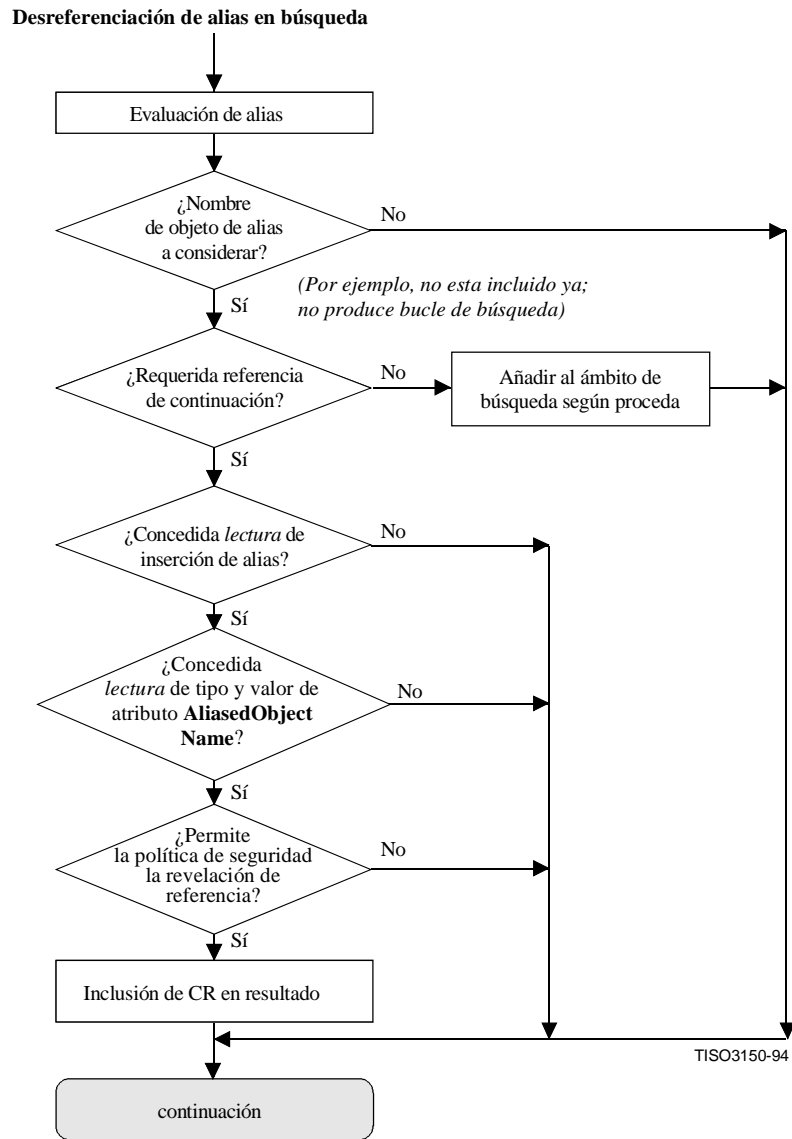 Desreferenciación de alias en búsqueda
Evaluación de alias
¿Nombre
de objeto de alias
a considerar?
No
(Por ejemplo, no esta incluido ya;
no produce bucle de búsqueda)
Sí
¿Requerida referencia
de continuación?
No
Añadir al ámbito de
búsqueda según proceda
Sí
¿Concedida lectura de
inserción de alias?
No
Sí
¿Concedida
lectura de tipo y valor de
atributo AliasedObject
Name?
No
Sí
¿Permite
la política de seguridad
la revelación de
referencia?
No
Sí
Inclusión de CR en resultado
TISO3150-94
continuación